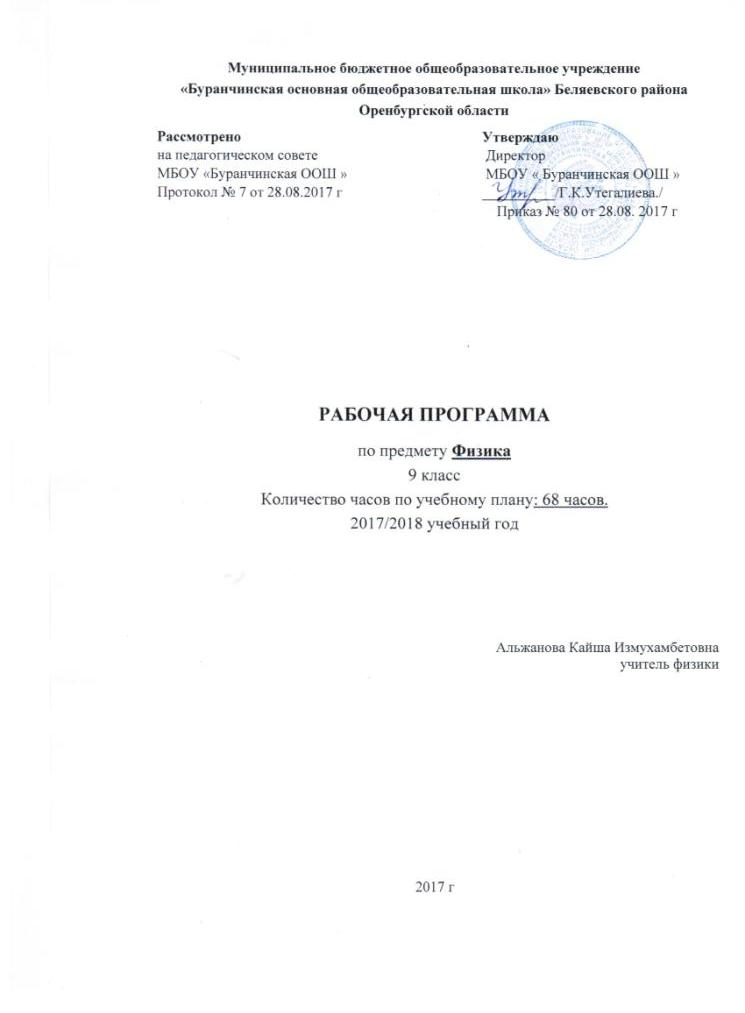 Муниципальное бюджетное общеобразовательное учреждение
«Буранчинская основная общеобразовательная школа» Беляевского района
Оренбургской области
Рассмотрено
на педагогическом совете
МБОУ «Буранчинская ООШ »
Протокол № 7 от 28.08.2017 г
Утверждаю
Директор
МБОУ « Буранчинская ООШ »
/Г.К.Утегалиева./
Приказ № 80 от 28.08. 2017 г
РАБОЧАЯ ПРОГРАММА
по предмету Физика
9 класс
Количество часов по учебному плану: 68 часов.
2017/2018 учебный год
Альжанова Кайша Измухамбетовна
учитель физики
2017 г